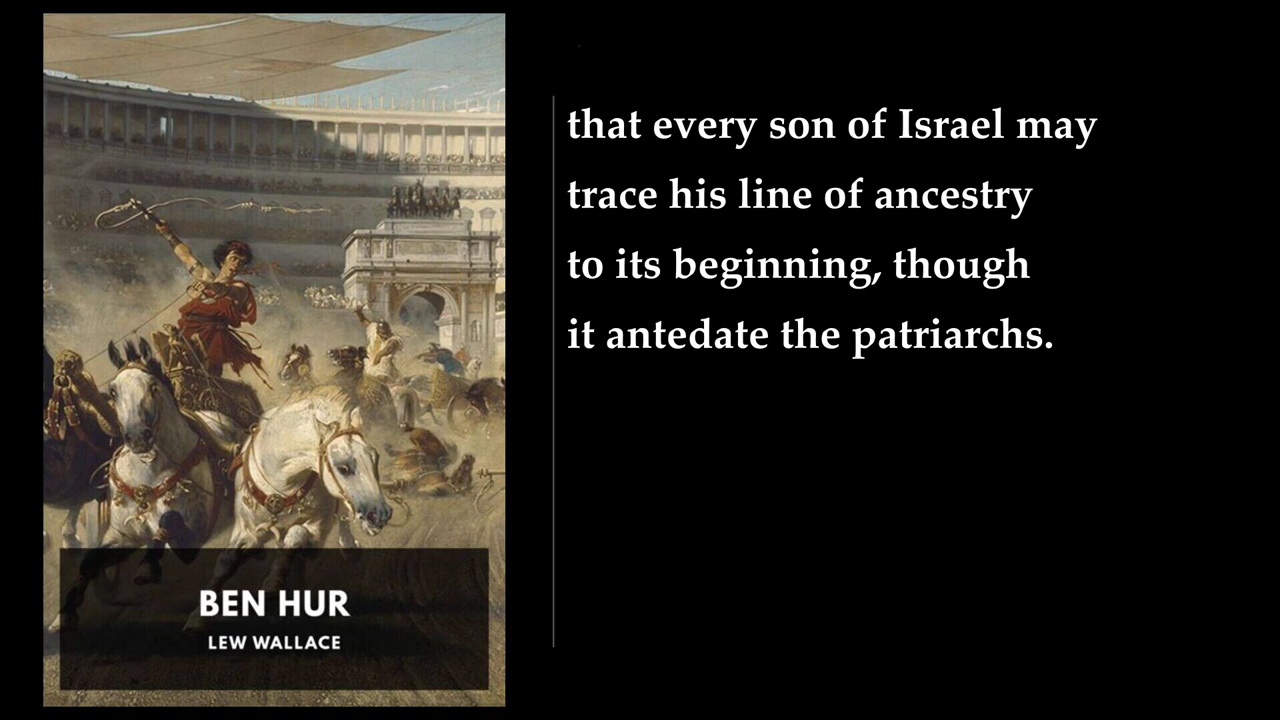 that every son of Israel may
trace his line of ancestry
to its beginning, though
it antedate the patriarchs.
BEN HUR
LEW WALLACE